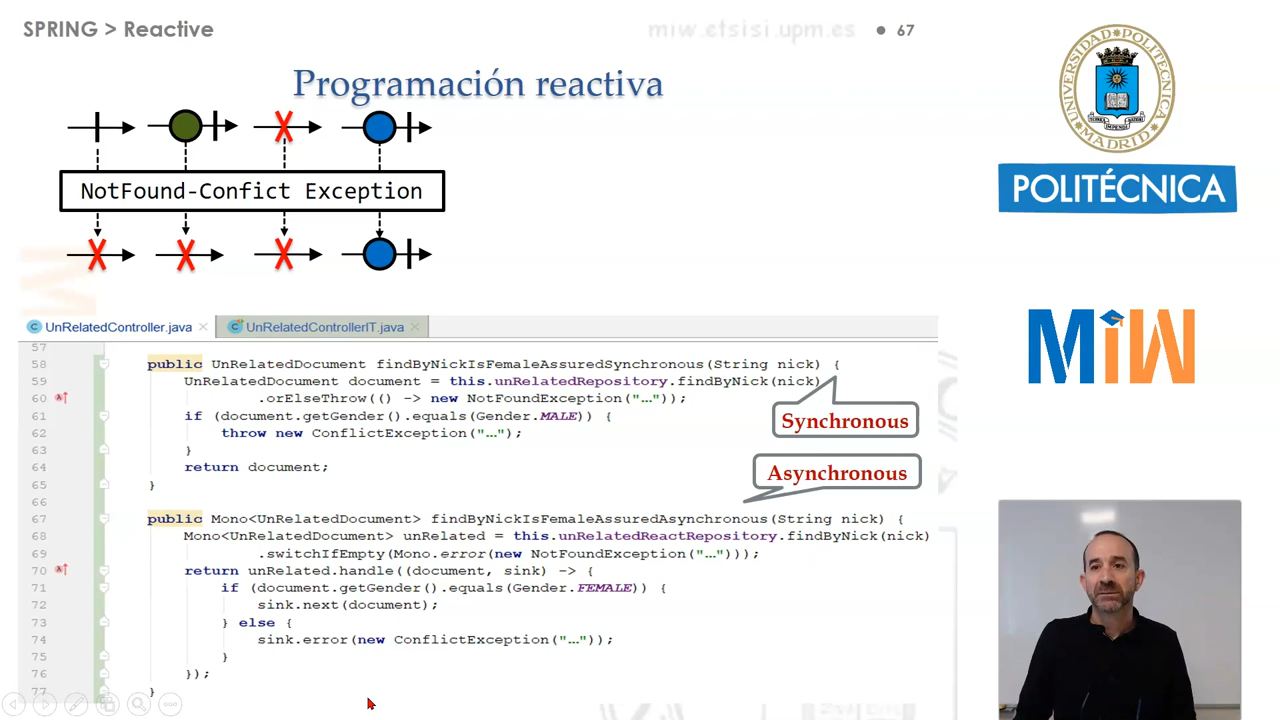 SPRING > Reactive
miw.etsisi.upm.es
67
Programación reactiva
NotFound-Confict Exception
UnRelatedController.java
UnRelatedControllerIT.java
57
58 public UnRelatedDocument findByNickIsFemaleAssuredSynchronous(String nick) {
59 UnRelatedDocument document = this.unRelatedRepository.findByNick(nick)
60 .orElseThrow(() -> new NotFoundException("…"));
61 if (document.getGender().equals(Gender.MALE)) {
62 throw new ConflictException("…");
63 }
64 return document;
65 }
66
67 public Mono<UnRelatedDocument> findByNickIsFemaleAssuredAsynchronous(String nick) {
68 Mono<UnRelatedDocument> unRelated = this.unRelatedReactRepository.findByNick(nick)
69 .switchIfEmpty(Mono.error(new NotFoundException("…")));
70 return unRelated.handle((document, sink) -> {
71 if (document.getGender().equals(Gender.FEMALE)) {
72 sink.next(document);
73 } else {
74 sink.error(new ConflictException("…"));
75 }
76 });
77 }
Synchronous
Asynchronous
UNIVERSIDAD POLITÉCNICA
DE MADRID
POLITÉCNICA
MiW